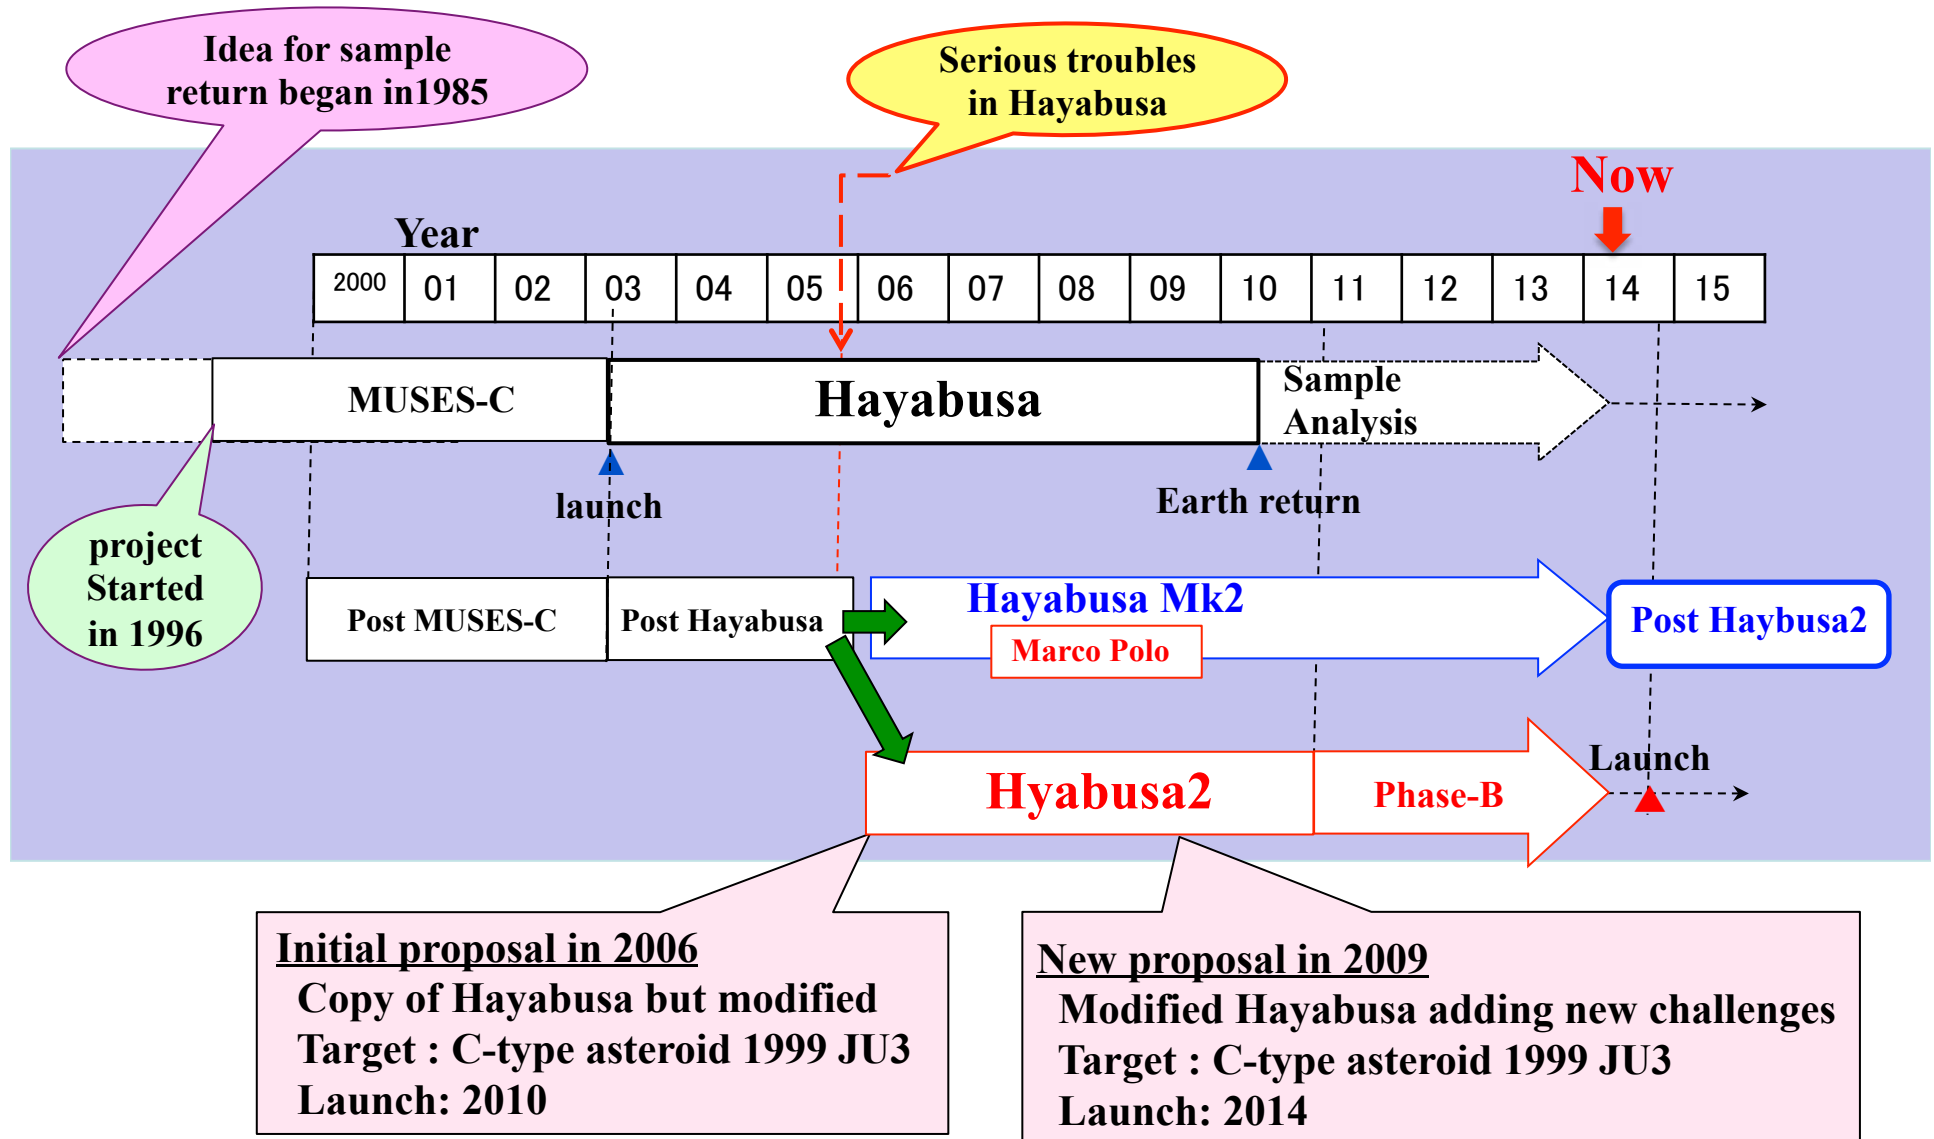 Idea for sample
return began in1985
Serious troubles
in Hayabusa
Now
Year
2000 01 02 03 04 05 06 07 08 09 10 11 12 13 14 15
MUSES-C
Hayabusa
Sample
Analysis
launch
Earth return
project
Started
in 1996
Post MUSES-C
Post Hayabusa
Hayabusa Mk2
Marco Polo
Post Haybusa2
Launch
Hyabusa2
Phase-B
Initial proposal in 2006
Copy of Hayabusa but modified
Target : C-type asteroid 1999 JU3
Launch: 2010
New proposal in 2009
Modified Hayabusa adding new challenges
Target : C-type asteroid 1999 JU3
Launch: 2014